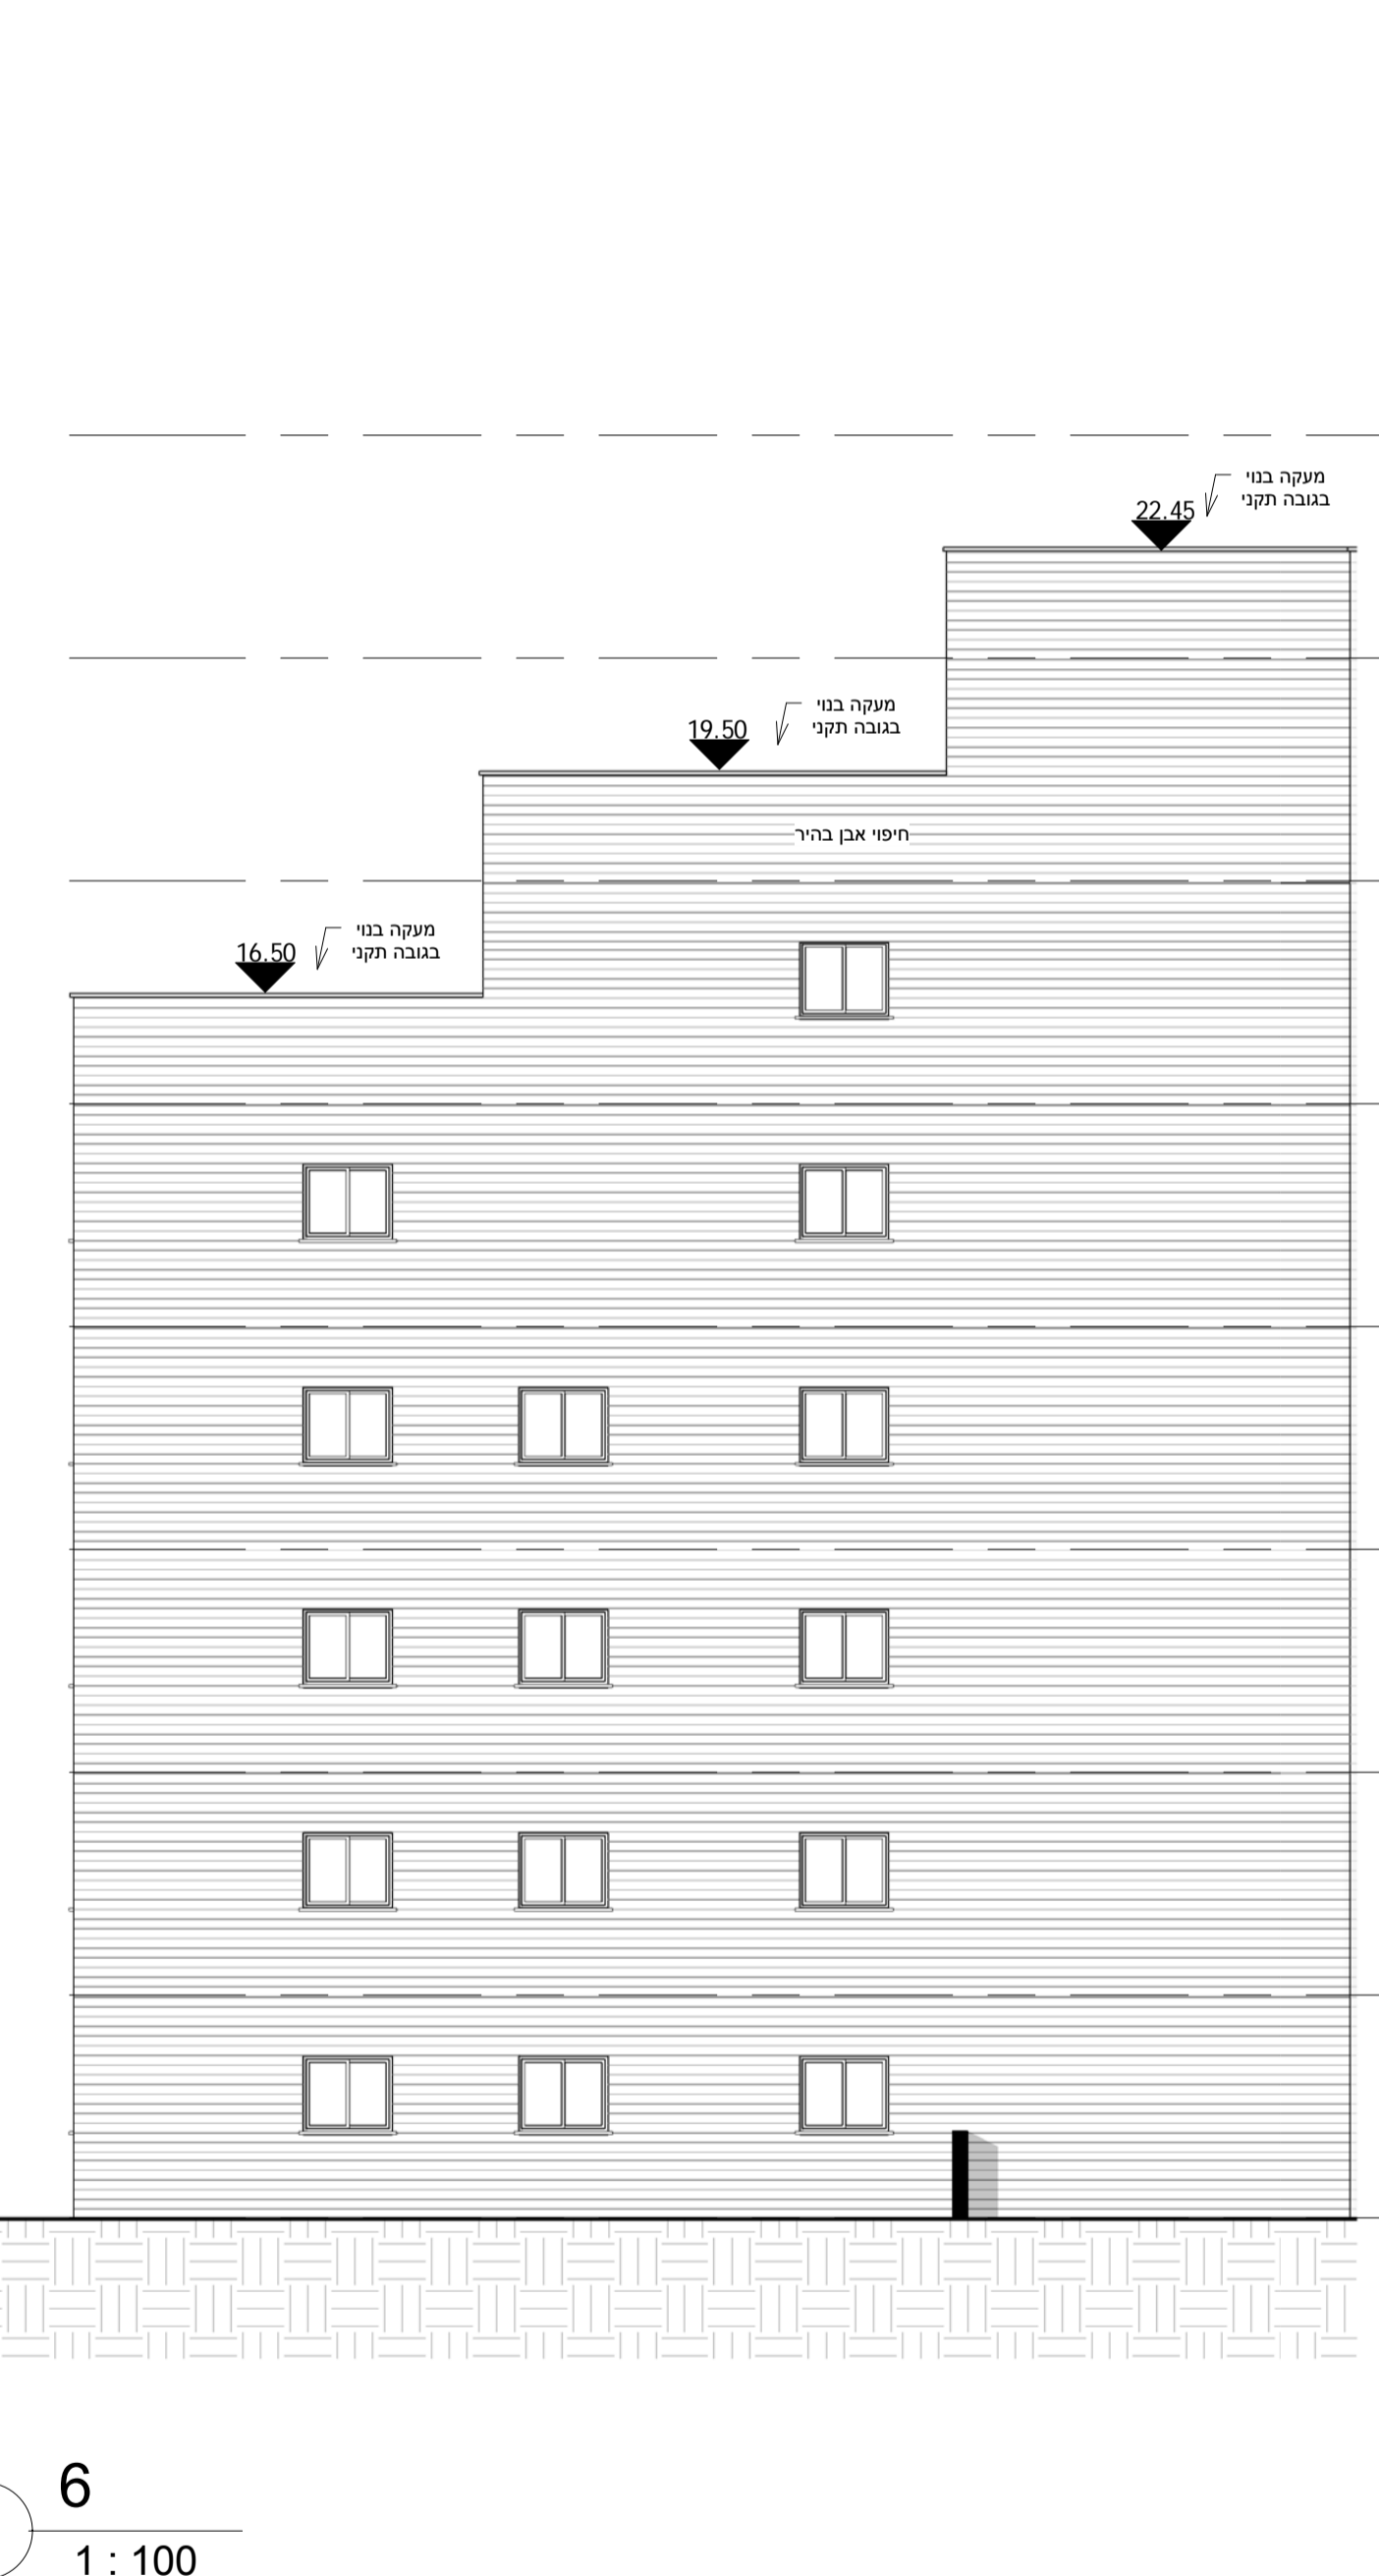 מעקה בנוי
בגובה תקני
22.45
מעקה בנוי
בגובה תקני
19.50
חיפוי אבן בהיר
מעקה בנוי
בגובה תקני
16.50
6
1 : 100